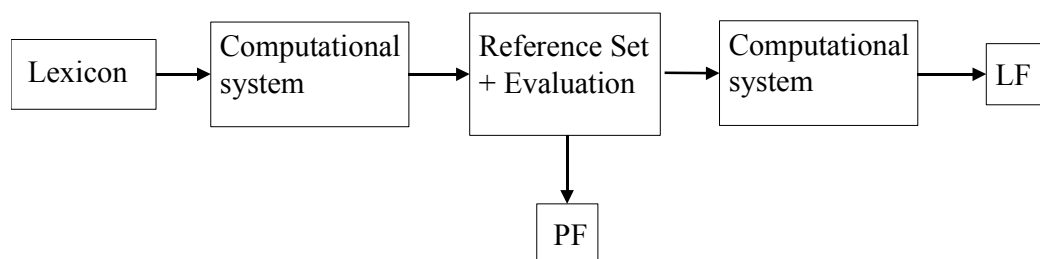 Lexicon
Computational
system
Reference Set
+ Evaluation
Computational
system
LF
PF